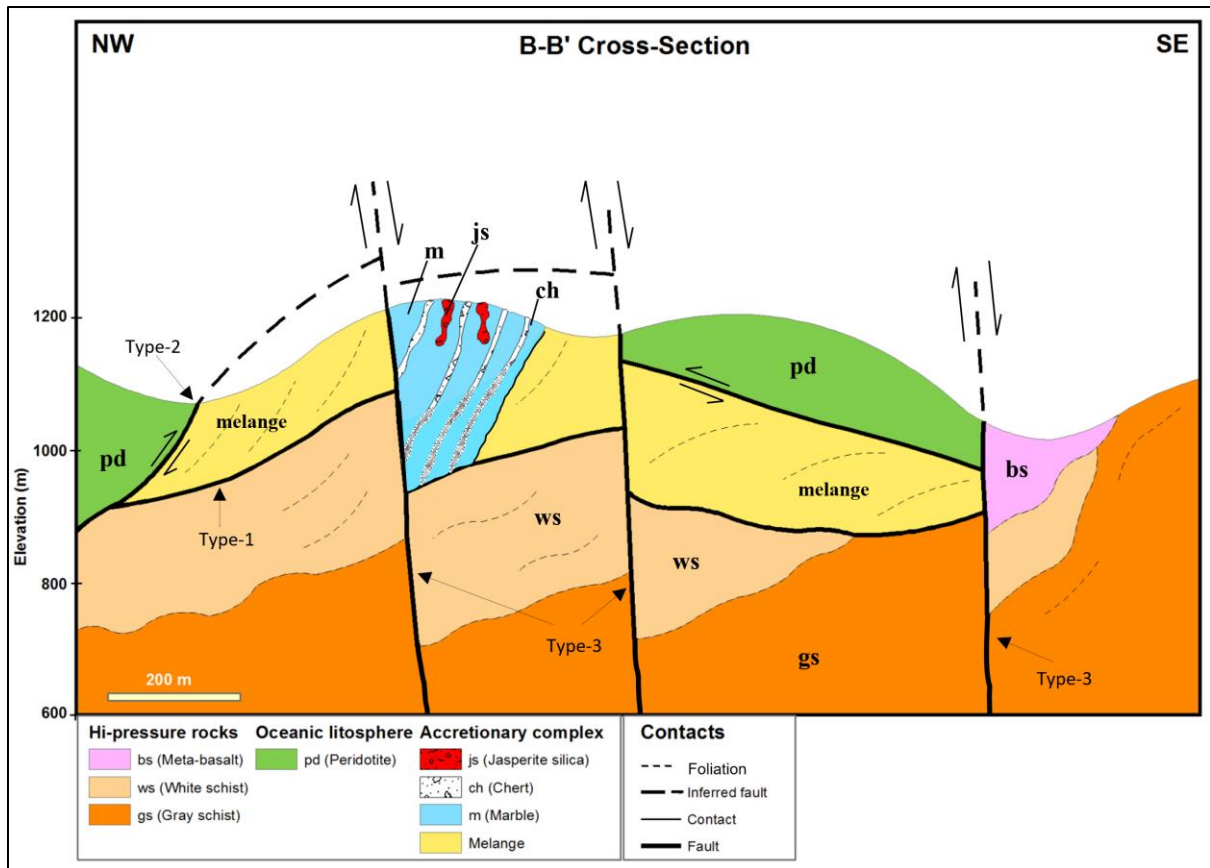 NW
B-B' Cross-Section
SE
js
m
ch
1200
Type-2
pd
melange
pd
1000
bs
melange
ws
Elevation (m)
Type-1
ws
800
Type-3
gs
Type-3
200 m
600
Hi-pressure rocks
bs (Meta-basalt)
ws (White schist)
gs (Gray schist)
Oceanic litosphere
pd (Peridotite)
Accretionary complex
js (Jasperite silica)
ch (Chert)
m (Marble)
Melange
Contacts
Foliation
Inferred fault
Contact
Fault